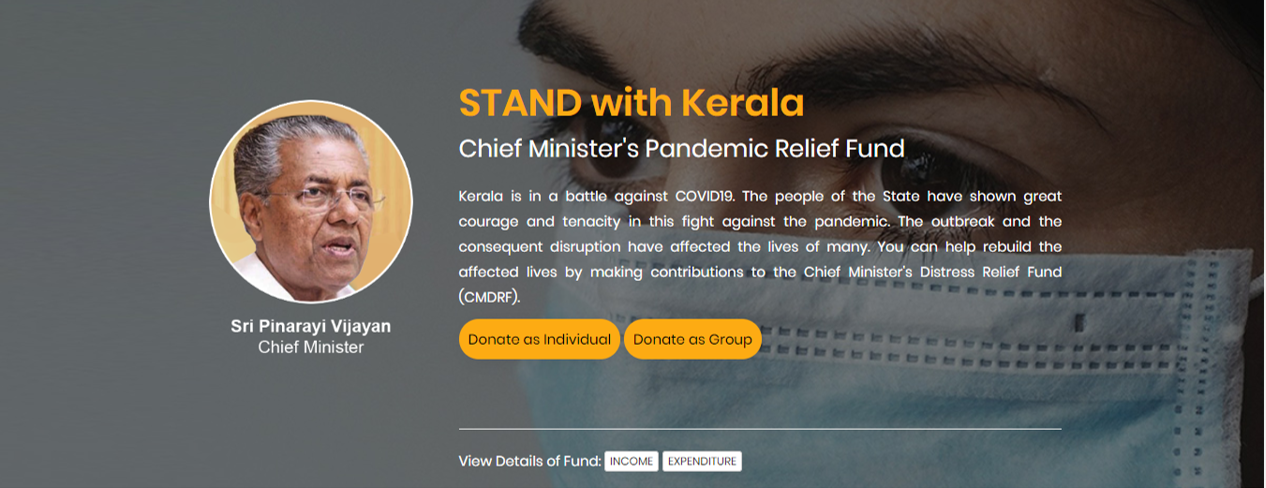 STAND with Kerala
Chief Minister's Pandemic Relief Fund
Kerala is in a battle against COVID19. The people of the State have shown great
courage and tenacity in this fight against the pandemic. The outbreak and the
consequent disruption have affected the lives of many. You can help rebuild the
affected lives by making contributions to the Chief Minister's Distress Relief Fund
(CMDRF).
Sri Pinarayi Vijayan
Chief Minister
Donate as Individual Donate as Group
View Details of Fund: INCOME EXPENDITURE